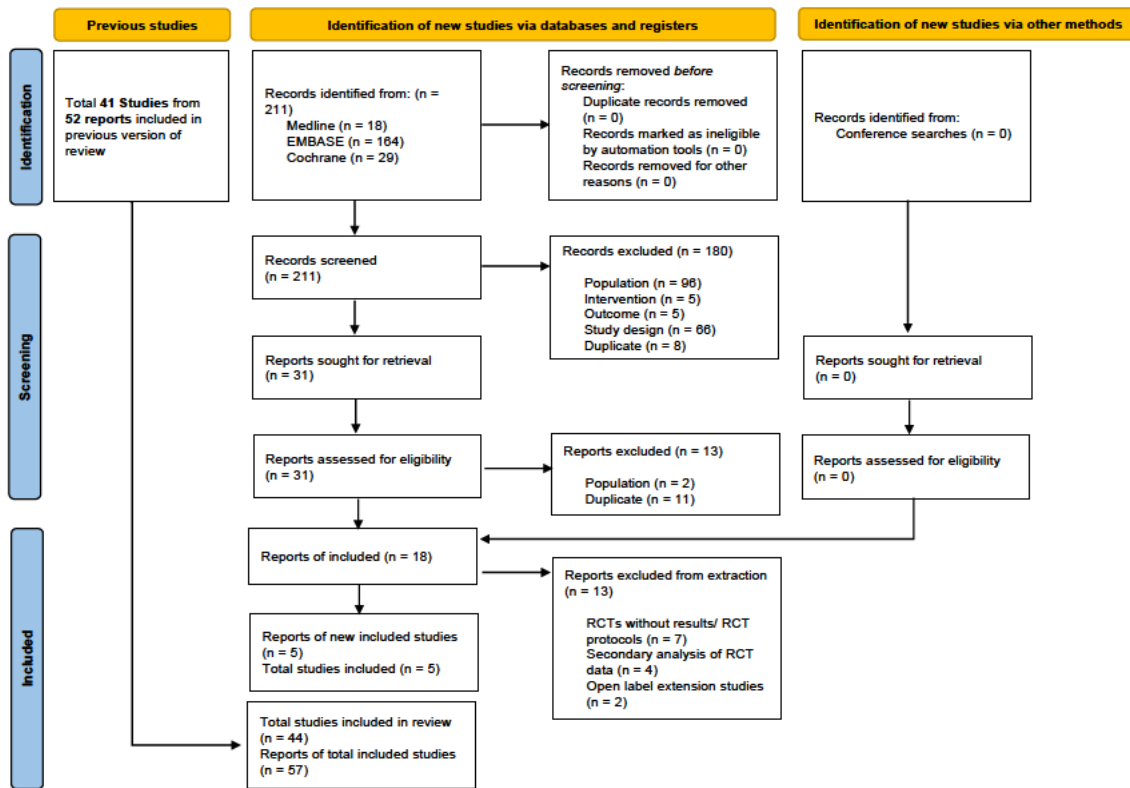 Previous studies
Identification of new studies via databases and registers
Identification of new studies via other methods
Identification
Total 41 Studies from
52 reports included in
previous version of
review
Records identified from: (n =
211)
Medline (n = 18)
EMBASE (n = 164)
Cochrane (n = 29)
Records removed before
screening:
Duplicate records removed
(n = 0)
Records marked as ineligible
by automation tools (n = 0)
Records removed for other
reasons (n = 0)
Records identified from:
Conference searches (n = 0)
Screening
Records screened
(n = 211)
Records excluded (n = 180)
Population (n = 96)
Intervention (n = 5)
Outcome (n = 5)
Study design (n = 66)
Duplicate (n = 8)
Reports sought for retrieval
(n = 31)
Reports sought for retrieval
(n = 0)
Reports assessed for eligibility
(n = 31)
Reports excluded (n = 13)
Population (n = 2)
Duplicate (n = 11)
Reports assessed for eligibility
(n = 0)
Included
Reports of included (n = 18)
Reports excluded from extraction
(n = 13)
RCTs without results/ RCT
protocols (n = 7)
Secondary analysis of RCT
data (n = 4)
Open label extension studies
(n = 2)
Reports of new included studies
(n = 5)
Total studies included (n = 5)
Total studies included in review
(n = 44)
Reports of total included studies
(n = 57)